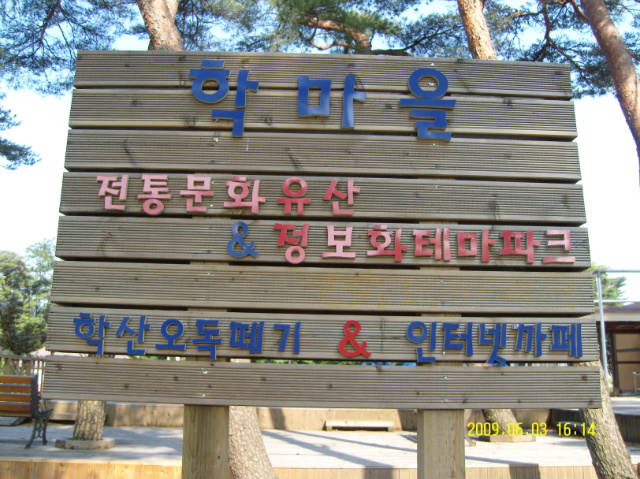 학마을
전통문화유산
& 정보화테마파크
학산오독떼기 & 인터넷까페
2009.06.03 16:14